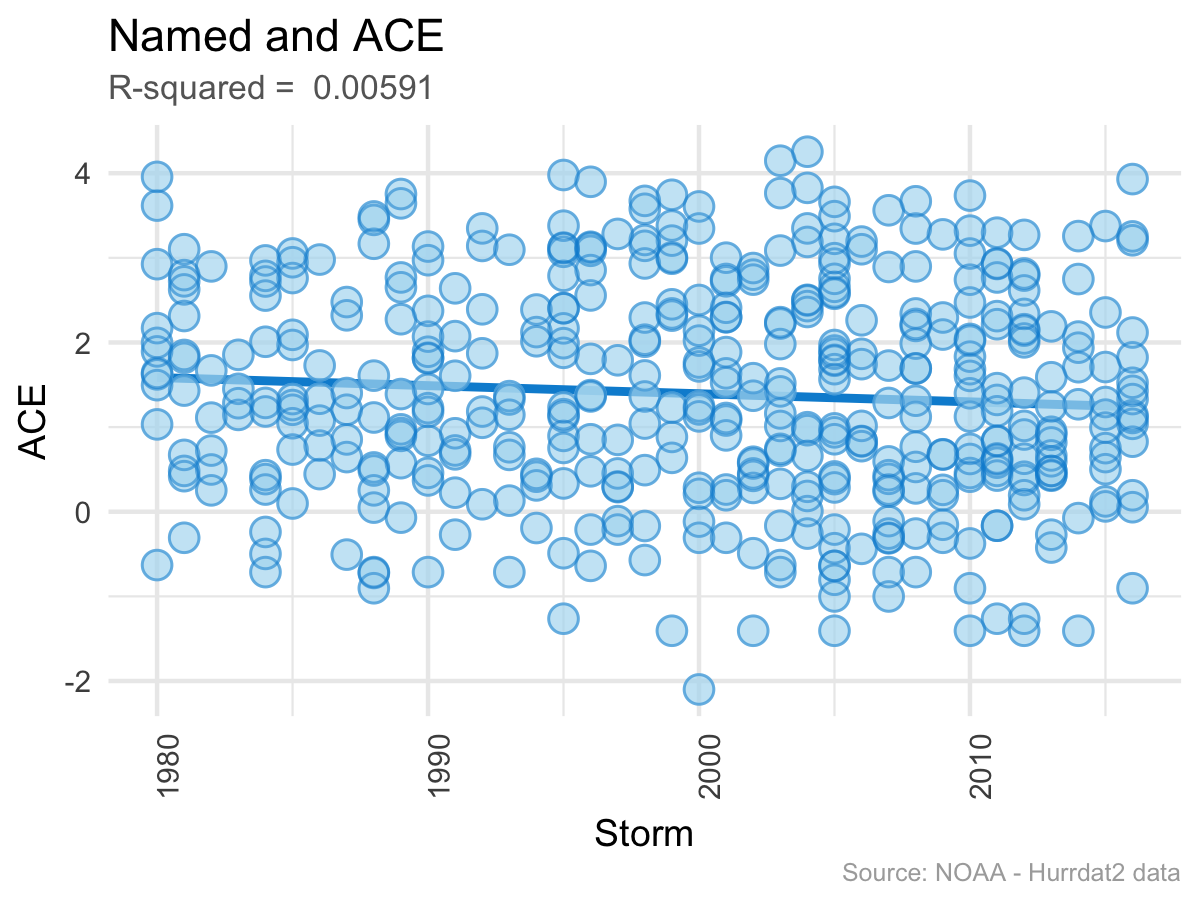 Named and ACE
R-squared =  0.00591
ACE
4
2
0
-2
1980
1990
2000
2010
Storm
Source: NOAA - Hurrdat2 data